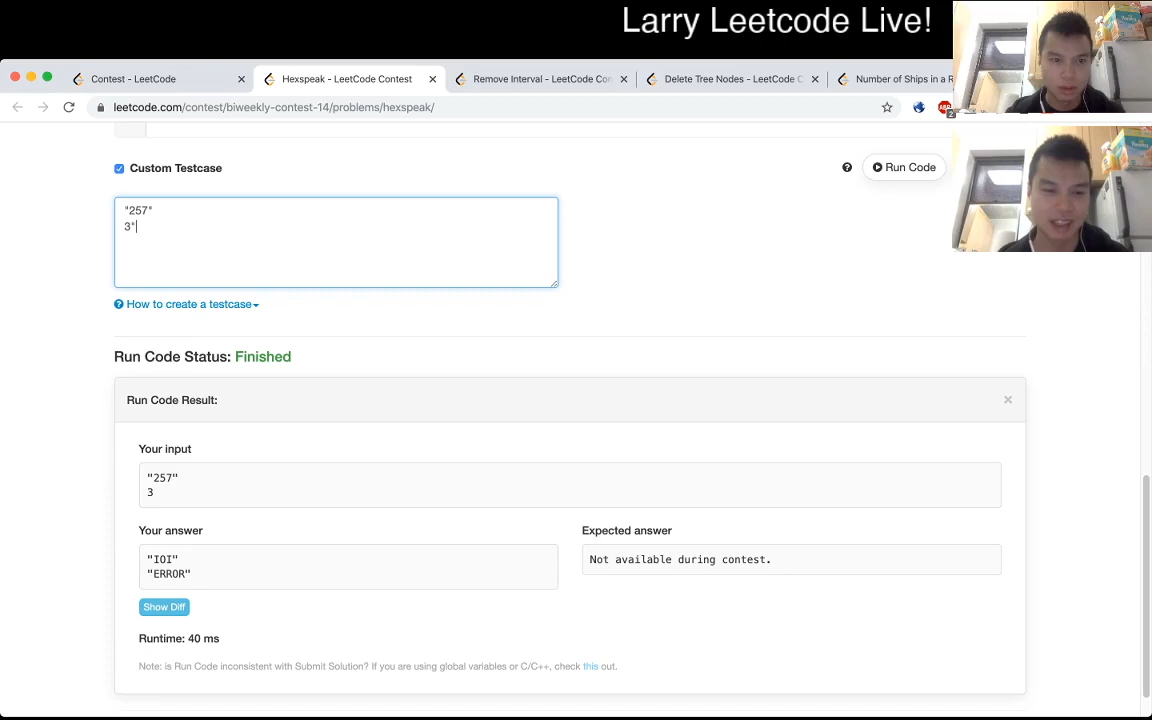 Larry Leetcode Live!
Contest - LeetCode
Hexspeak - LeetCode Contest
Remove Interval - LeetCode Con
Delete Tree Nodes - LeetCode C
Number of Ships in a R
leetcode.com/contest/biweekly-contest-14/problems/hexspeak/
ABP
2
Custom Testcase
Run Code
"257"
3"
How to create a testcase
Run Code Status: Finished
Run Code Result:
Your input
"257"
3
Your answer
Expected answer
"IOI"
"ERROR"
Not available during contest.
Show Diff
Runtime: 40 ms
Note: is Run Code inconsistent with Submit Solution? If you are using global variables or C/C++, check this out.